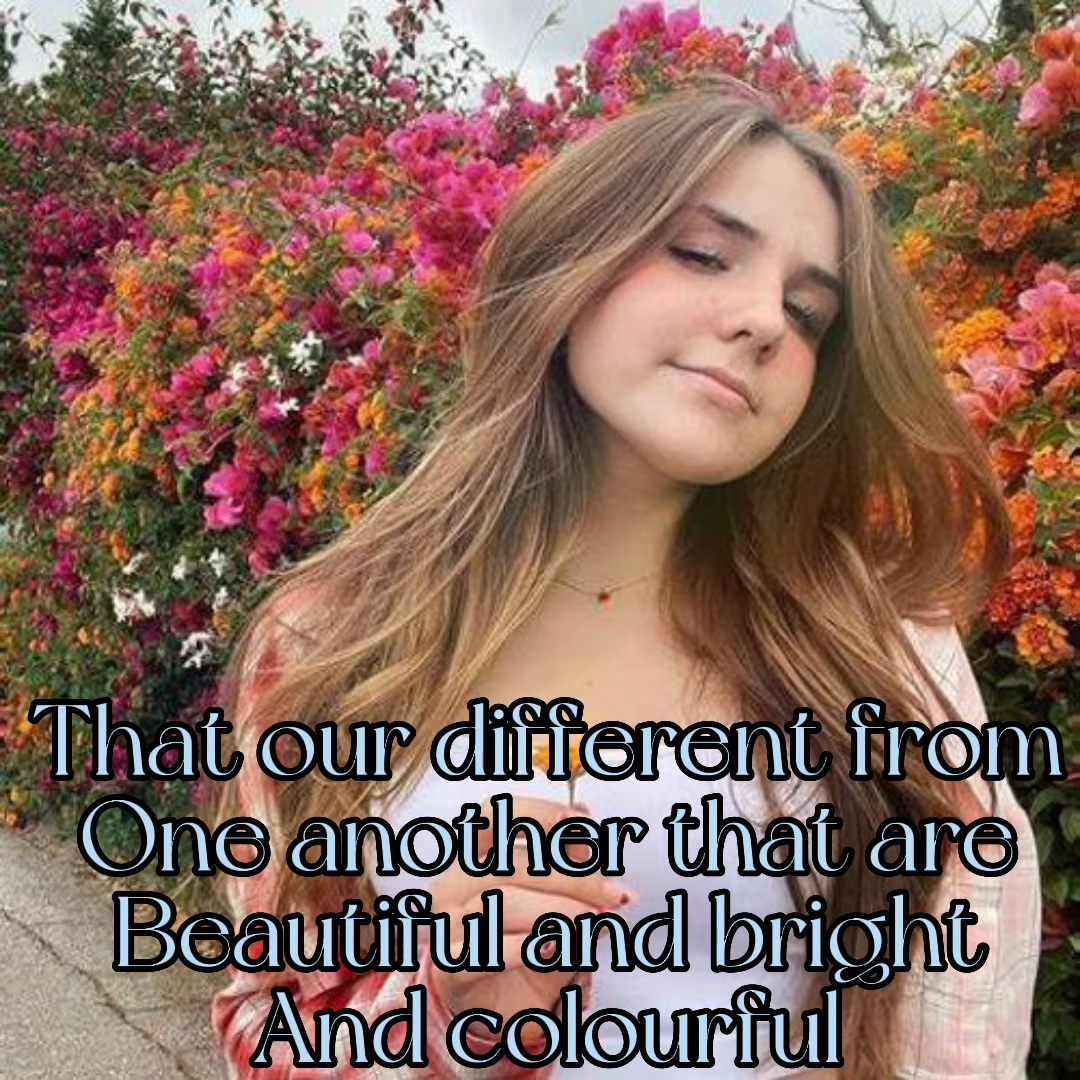 That our different from
One another that are
Beautiful and bright
And colourful